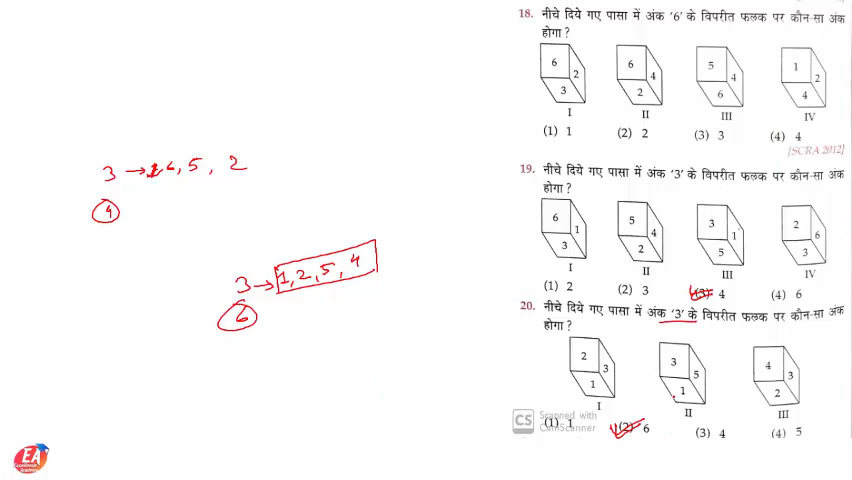 18. नीचे दिये गए पासा में अंक '6' के विपरीत फलक पर कौन-सा अंक
होगा ?
6 2 3
6 4 2
5 4 6
1 2 4
I II III IV
(1) 1 (2) 2 (3) 3 (4) 4
[SCRA 2012]
19. नीचे दिये गए पासा में अंक '3' के विपरीत फलक पर कौन-सा अंक
होगा ?
6 1 3
5 4 2
3 1 5
2 6 3
I II III IV
(1) 2 (2) 3 (3) 4 (4) 6
20. नीचे दिये गए पासा में अंक '3' के विपरीत फलक पर कौन-सा अंक
होगा ?
2 3 1
3 5 1
4 3 2
I II III
(1) 1 (2) 6 (3) 4 (4) 5
CS Scanned with
CamScanner
3 → 6, 5, 2
4
3 → 1, 2, 5, 4
6
EA